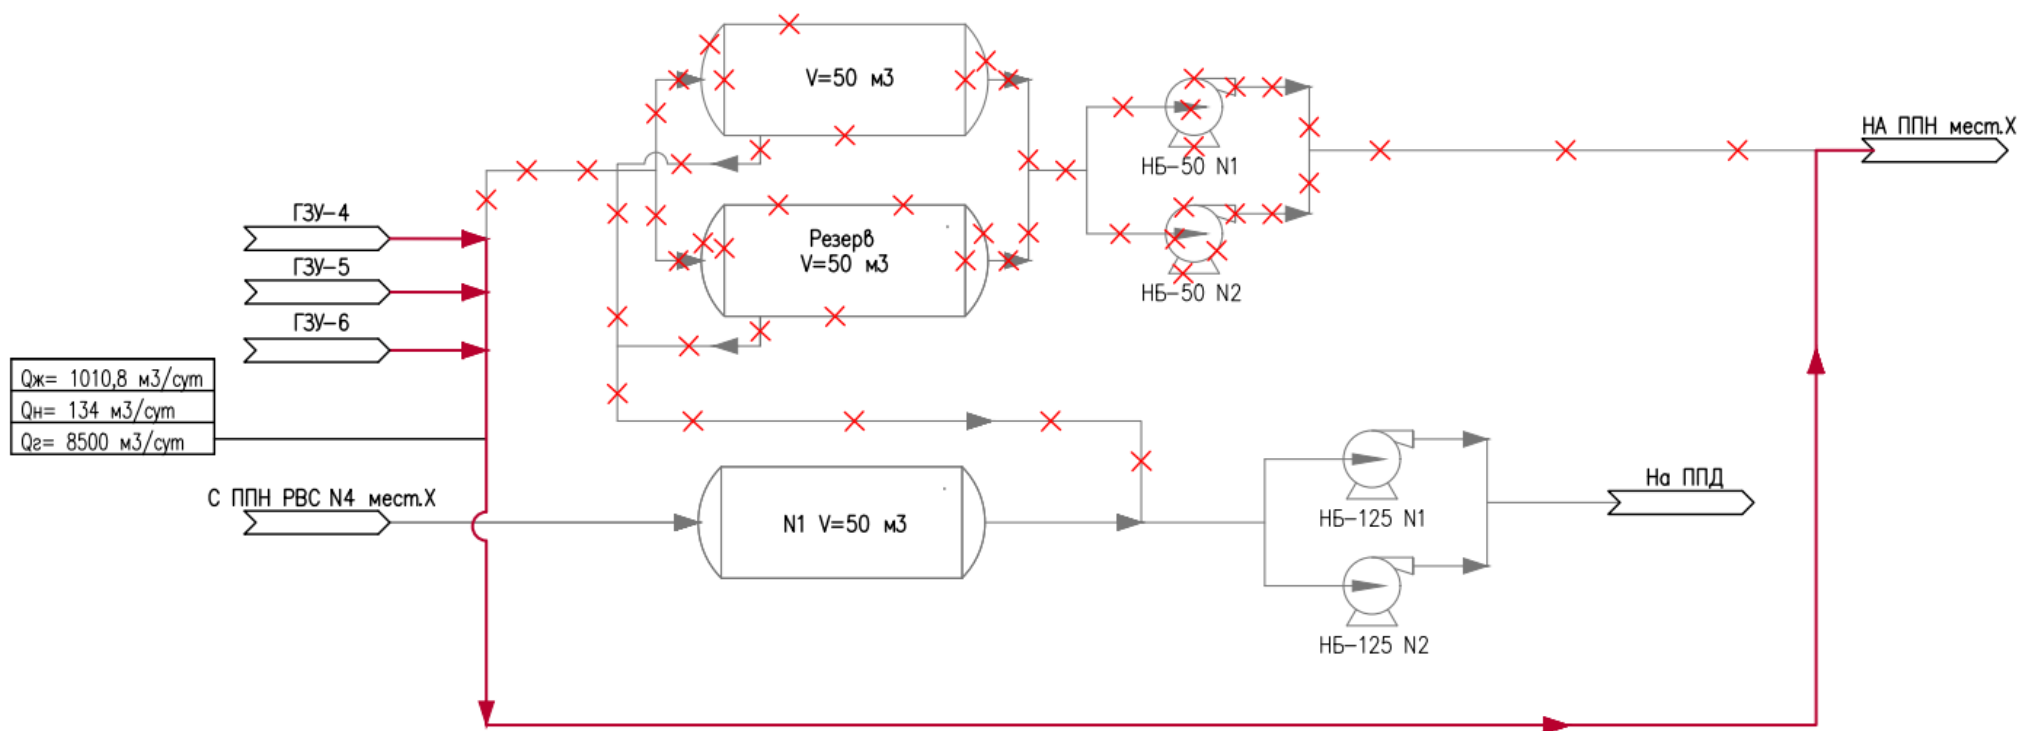 V=50 м3
НА ППН мест.Х
НБ-50 N1
ГЗУ-4
Резерв
V=50 м3
ГЗУ-5
НБ-50 N2
ГЗУ-6
Qж= 1010,8 м3/сут
Qн= 134 м3/сут
Qг= 8500 м3/сут
С ППН РВС N4 мест.Х
N1 V=50 м3
НБ-125 N1
На ППД
НБ-125 N2